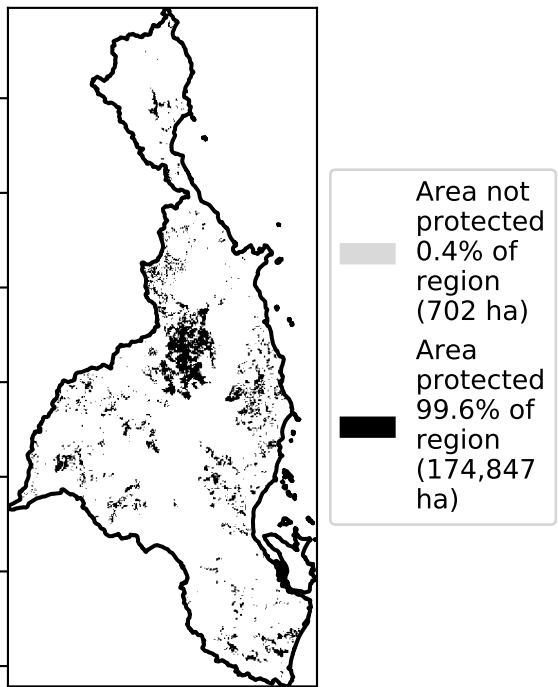 Area not
protected
0.4% of
region
(702 ha)
Area
protected
99.6% of
region
(174,847
ha)